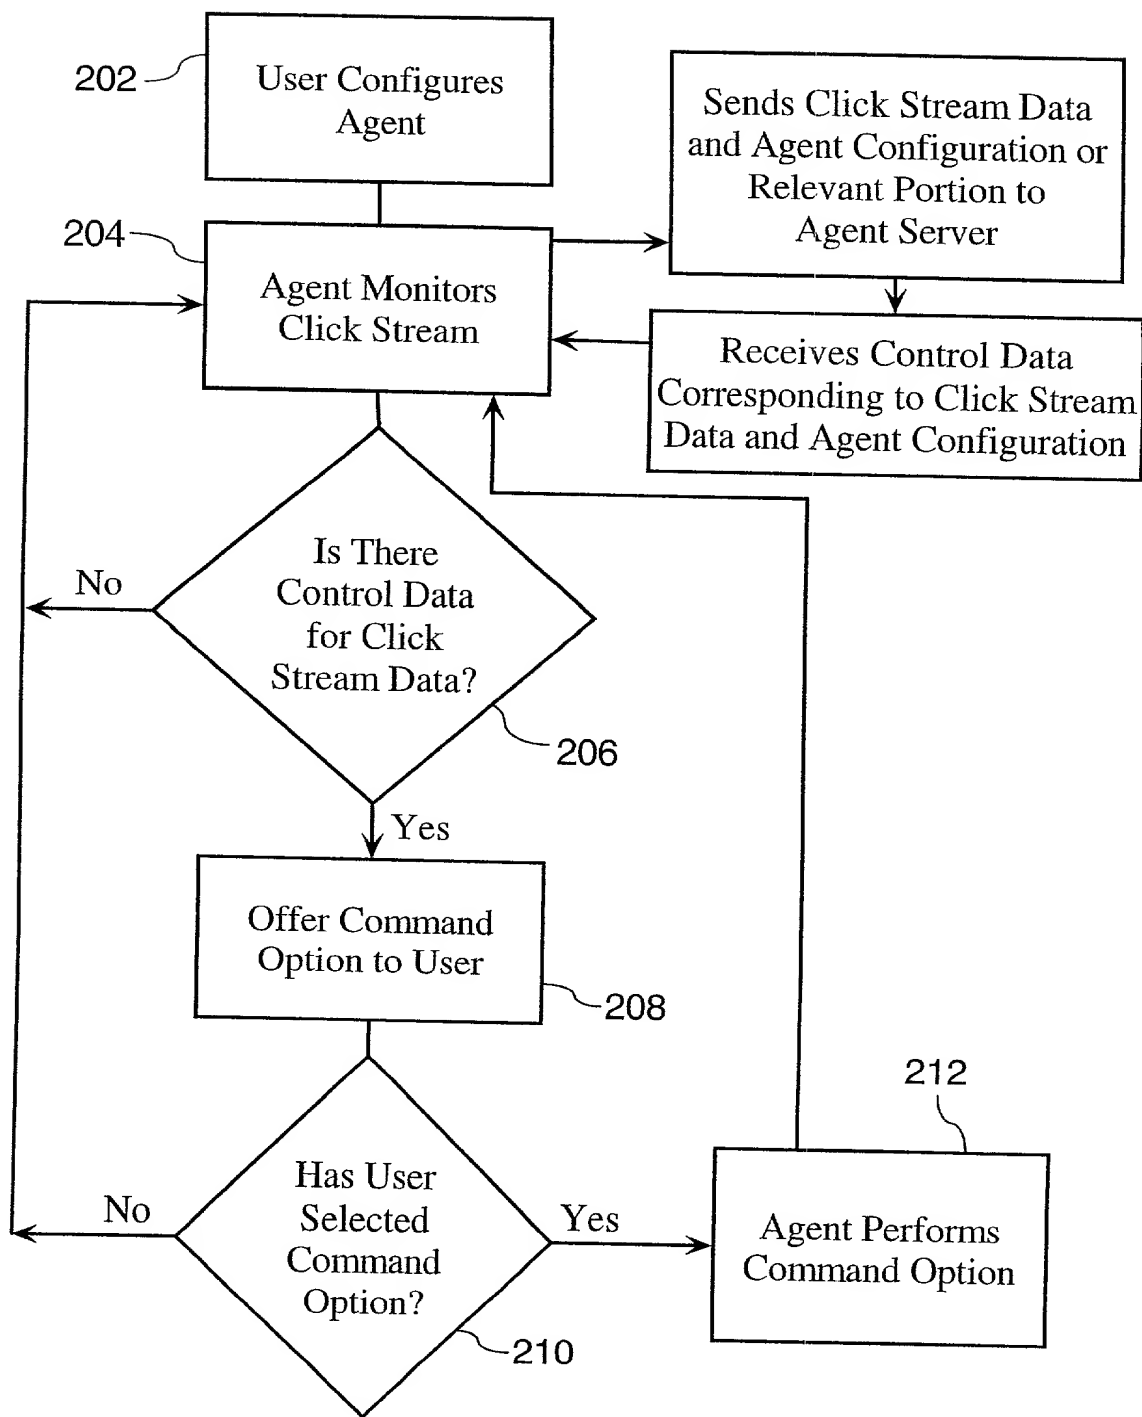 202
User Configures
Agent
Sends Click Stream Data
and Agent Configuration or
Relevant Portion to
Agent Server
204
Agent Monitors
Click Stream
Receives Control Data
Corresponding to Click Stream
Data and Agent Configuration
Is There
Control Data
for Click
Stream Data?
No
206
Yes
Offer Command
Option to User
208
212
Has User
Selected
Command
Option?
No
Yes
Agent Performs
Command Option
210